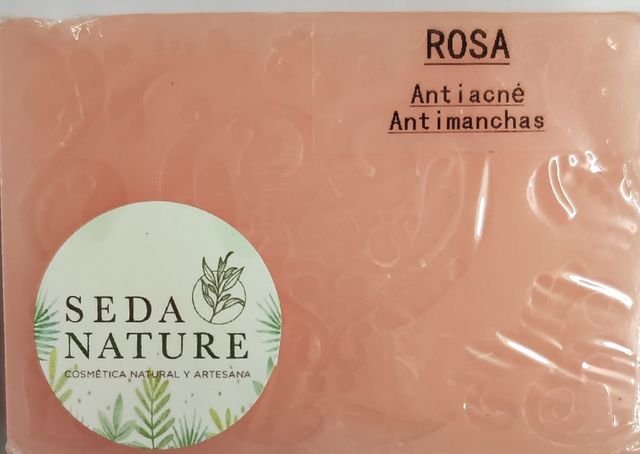 ROSA
Antiacné
Antimanchas
SEDA
NATURE
COSMÉTICA NATURAL Y ARTESANA